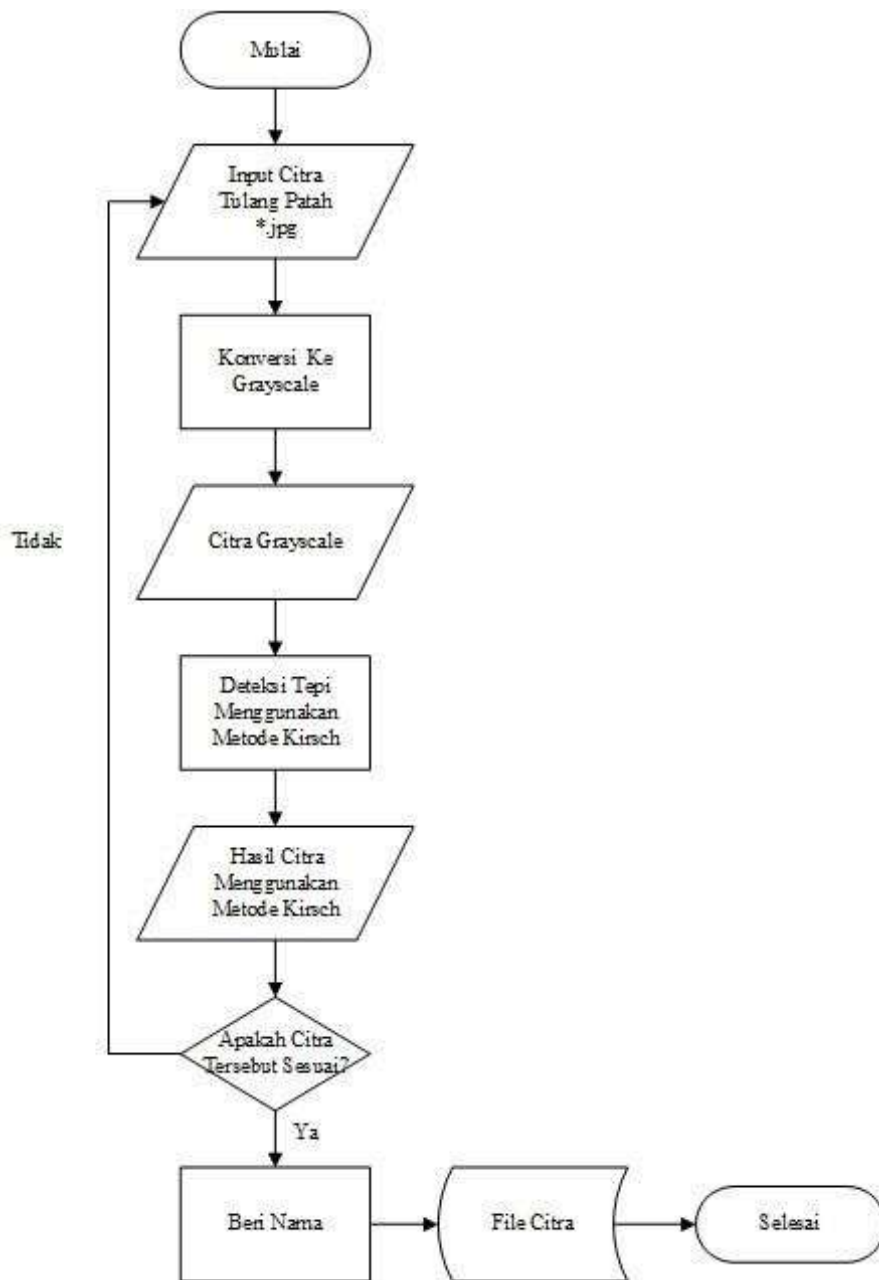 Mulai
Input Citra
Tulang Patah
*.jpg
Konversi Ke
Grayscale
Citra Grayscale
Tidak
Deteksi Tepi
Menggunakan
Metode Kirsch
Hasil Citra
Menggunakan
Metode Kirsch
Apakah Citra
Tersebut Sesuai?
Ya
Beri Nama
File Citra
Selesai